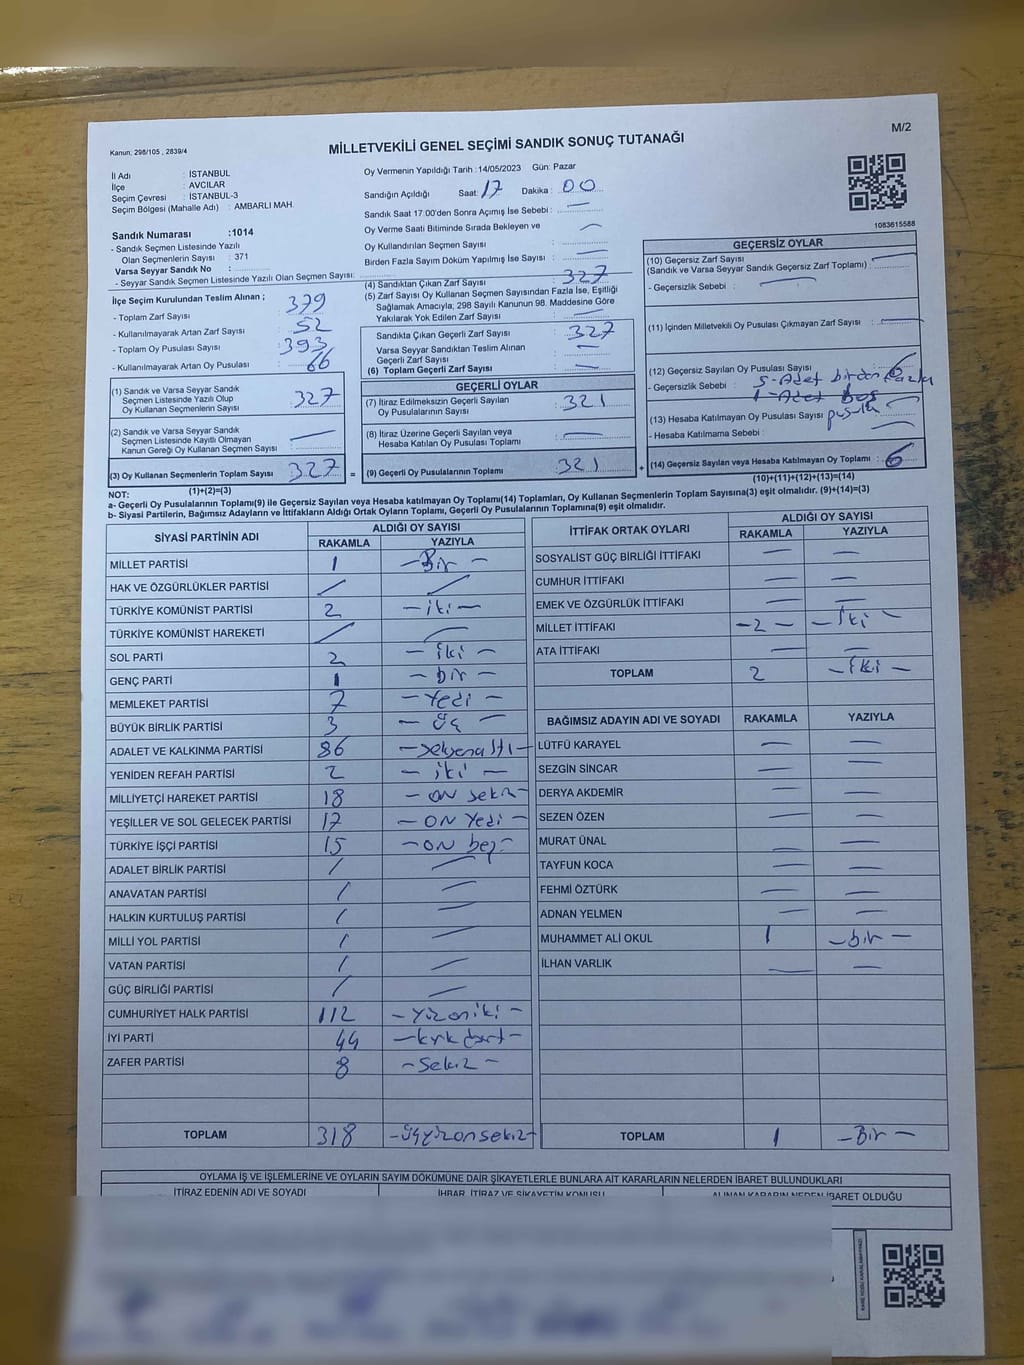 M/2
Kanun, 298/105 , 2839/4
MİLLETVEKİLİ GENEL SEÇİMİ SANDIK SONUÇ TUTANAĞI
İl Adı : İSTANBUL
İlçe : AVCILAR
Seçim Çevresi : İSTANBUL-3
Seçim Bölgesi (Mahalle Adı) : AMBARLI MAH.
Sandık Numarası :1014
- Sandık Seçmen Listesinde Yazılı
Olan Seçmenlerin Sayısı : 371
Varsa Seyyar Sandık No :
- Seyyar Sandık Seçmen Listesinde Yazılı Olan Seçmen Sayısı:
Oy Vermenin Yapıldığı Tarih : 14/05/2023 Gün: Pazar
Sandığın Açıldığı Saat: 17 Dakika : 00
Sandık Saat 17.00'den Sonra Açımış İse Sebebi : —
Oy Verme Saati Bitiminde Sırada Bekleyen ve
Oy Kullandırılan Seçmen Sayısı : —
Birden Fazla Sayım Döküm Yapılmış İse Sayısı : —
1083615588
İlçe Seçim Kurulundan Teslim Alınan ;
- Toplam Zarf Sayısı : 379
- Kullanılmayarak Artan Zarf Sayısı : 52
- Toplam Oy Pusulası Sayısı : 393
- Kullanılmayarak Artan Oy Pusulası : 66
(1) Sandık ve Varsa Seyyar Sandık
Seçmen Listesinde Yazılı Olup
Oy Kullanan Seçmenlerin Sayısı : 327
(2) Sandık ve Varsa Seyyar Sandık
Seçmen Listesinde Kayıtlı Olmayan
Kanun Gereği Oy Kullanan Seçmen Sayısı : —
(3) Oy Kullanan Seçmenlerin Toplam Sayısı : 327 =
(1)+(2)=(3)
(4) Sandıktan Çıkan Zarf Sayısı : 327
(5) Zarf Sayısı Oy Kullanan Seçmen Sayısından Fazla İse, Eşitliği
Sağlamak Amacıyla; 298 Sayılı Kanunun 98. Maddesine Göre
Yakılarak Yok Edilen Zarf Sayısı : —
Sandıkta Çıkan Geçerli Zarf Sayısı : 327
Varsa Seyyar Sandıktan Teslim Alınan
Geçerli Zarf Sayısı : —
(6) Toplam Geçerli Zarf Sayısı : —
GEÇERLİ OYLAR
(7) İtiraz Edilmeksizin Geçerli Sayılan
Oy Pusulalarının Sayısı : 321
(8) İtiraz Üzerine Geçerli Sayılan veya
Hesaba Katılan Oy Pusulası Toplamı : —
(9) Geçerli Oy Pusulalarının Toplamı : 321 +
GEÇERSİZ OYLAR
(10) Geçersiz Zarf Sayısı : —
(Sandık ve Varsa Seyyar Sandık Geçersiz Zarf Toplamı)
- Geçersizlik Sebebi : —
(11) İçinden Milletvekili Oy Pusulası Çıkmayan Zarf Sayısı : —
(12) Geçersiz Sayılan Oy Pusulası Sayısı : 6
- Geçersizlik Sebebi : 5-Adet birden fazla
1-Adet boş
pusula
(13) Hesaba Katılmayan Oy Pusulası Sayısı : —
- Hesaba Katılmama Sebebi : —
(14) Geçersiz Sayılan veya Hesaba Katılmayan Oy Toplamı : 6
(10)+(11)+(12)+(13)=(14)
NOT:
a- Geçerli Oy Pusulalarının Toplamı(9) ile Geçersiz Sayılan veya Hesaba katılmayan Oy Toplamı(14) Toplamları, Oy Kullanan Seçmenlerin Toplam Sayısına(3) eşit olmalıdır. (9)+(14)=(3)
b- Siyasi Partilerin, Bağımsız Adayların ve İttifakların Aldığı Ortak Oyların Toplamı, Geçerli Oy Pusulalarının Toplamına(9) eşit olmalıdır.
SİYASİ PARTİNİN ADI ALDIĞI OY SAYISI
RAKAMLA YAZIYLA
MİLLET PARTİSİ 1 —Bir—
HAK VE ÖZGÜRLÜKLER PARTİSİ / /
TÜRKİYE KOMÜNİST PARTİSİ 2 —iki—
TÜRKİYE KOMÜNİST HAREKETİ / —
SOL PARTİ 2 —iki—
GENÇ PARTİ 1 —bir—
MEMLEKET PARTİSİ 7 —Yedi—
BÜYÜK BİRLİK PARTİSİ 3 —üç—
ADALET VE KALKINMA PARTİSİ 86 —seksenaltı—
YENİDEN REFAH PARTİSİ 2 —iki—
MİLLİYETÇİ HAREKET PARTİSİ 18 —ON sekiz—
YEŞİLLER VE SOL GELECEK PARTİSİ 17 —ON Yedi—
TÜRKİYE İŞÇİ PARTİSİ 15 —ON beş—
ADALET BİRLİK PARTİSİ / —
ANAVATAN PARTİSİ / —
HALKIN KURTULUŞ PARTİSİ / —
MİLLİ YOL PARTİSİ / —
VATAN PARTİSİ / —
GÜÇ BİRLİĞİ PARTİSİ / —
CUMHURİYET HALK PARTİSİ 112 —Yüzoniki—
İYİ PARTİ 44 —kırkdört—
ZAFER PARTİSİ 8 —Sekiz—
TOPLAM 318 —üçyüzonsekiz—
İTTİFAK ORTAK OYLARI ALDIĞI OY SAYISI
RAKAMLA YAZIYLA
SOSYALİST GÜÇ BİRLİĞİ İTTİFAKI — —
CUMHUR İTTİFAKI — —
EMEK VE ÖZGÜRLÜK İTTİFAKI — —
MİLLET İTTİFAKI —2— —İki—
ATA İTTİFAKI — —
TOPLAM 2 —İki—
BAĞIMSIZ ADAYIN ADI VE SOYADI RAKAMLA YAZIYLA
LÜTFÜ KARAYEL — —
SEZGİN SİNCAR — —
DERYA AKDEMİR — —
SEZEN ÖZEN — —
MURAT ÜNAL — —
TAYFUN KOCA — —
FEHMİ ÖZTÜRK — —
ADNAN YELMEN — —
MUHAMMET ALİ OKUL 1 —bir—
İLHAN VARLIK — —
TOPLAM 1 —Bir—
OYLAMA İŞ VE İŞLEMLERİNE VE OYLARIN SAYIM DÖKÜMÜNE DAİR ŞİKAYETLERLE BUNLARA AİT KARARLARIN NELERDEN İBARET BULUNDUKLARI
İTİRAZ EDENİN ADI VE SOYADI İHBAR, İTİRAZ VE ŞİKAYETİN KONUSU ALINAN KARARIN NEDEN İBARET OLDUĞU